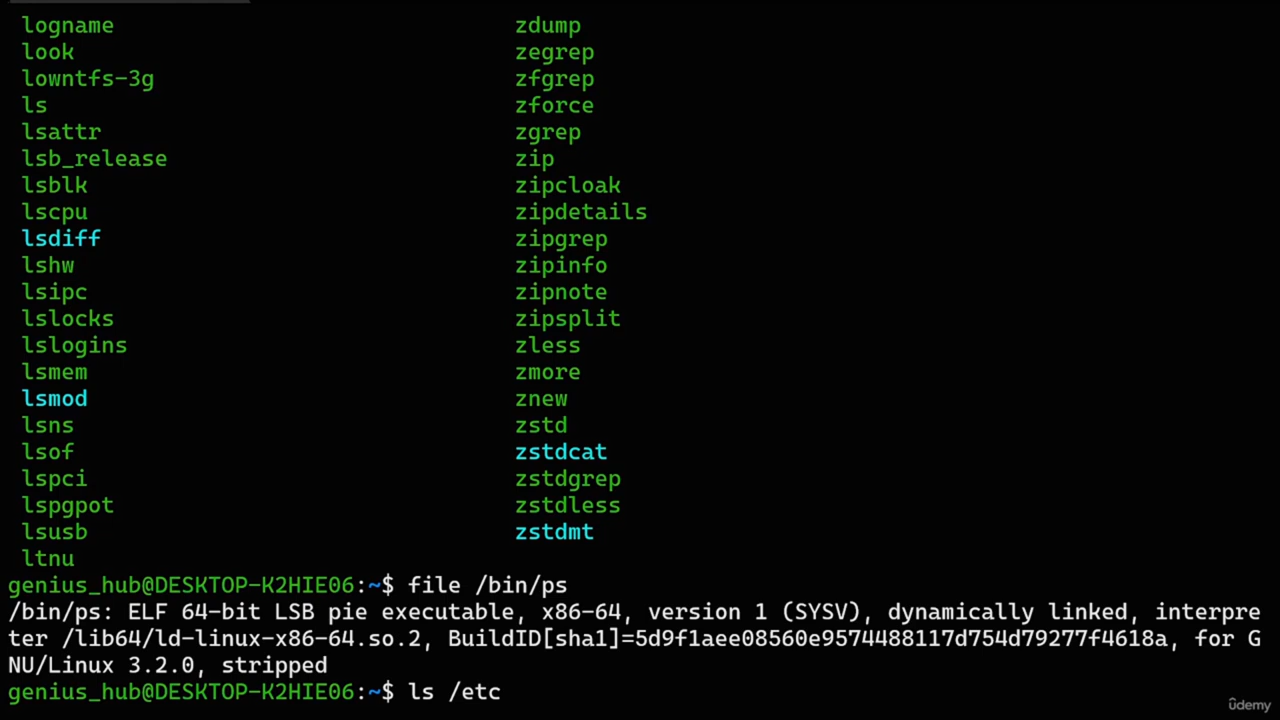 logname zdump
look zegrep
lowntfs-3g zfgrep
ls zforce
lsattr zgrep
lsb_release zip
lsblk zipcloak
lscpu zipdetails
lsdiff zipgrep
lshw zipinfo
lsipc zipnote
lslocks zipsplit
lslogins zless
lsmem zmore
lsmod znew
lsns zstd
lsof zstdcat
lspci zstdgrep
lspgpot zstdless
lsusb zstdmt
ltnu
genius_hub@DESKTOP-K2HIE06:~$ file /bin/ps
/bin/ps: ELF 64-bit LSB pie executable, x86-64, version 1 (SYSV), dynamically linked, interpre
ter /lib64/ld-linux-x86-64.so.2, BuildID[sha1]=5d9f1aee08560e9574488117d754d79277f4618a, for G
NU/Linux 3.2.0, stripped
genius_hub@DESKTOP-K2HIE06:~$ ls /etc
ûdemy